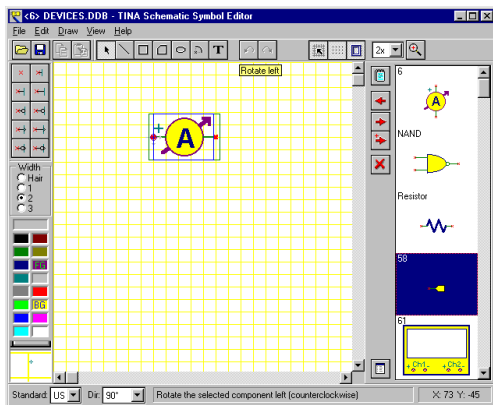 <6> DEVICES.DDB - TINA Schematic Symbol Editor
File Edit Draw View Help
T
2x
Rotate left
Width
Hair
1
2
3
FG
BG
A
6
A
NAND
Resistor
58
61
Ch1 Ch2
Standard: US Dir: 90° Rotate the selected component left (counterclockwise) X: 73 Y: -45